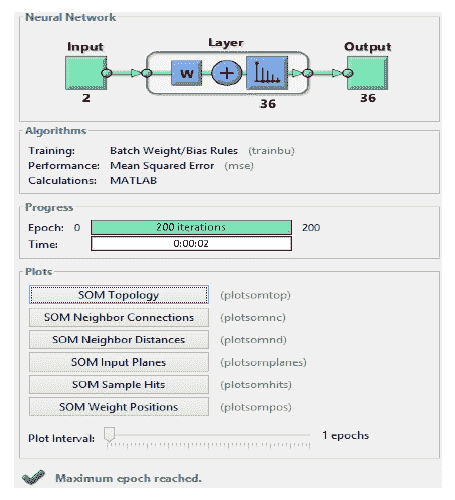 Neural Network
Input Layer Output
w +
2 36 36
Algorithms
Training: Batch Weight/Bias Rules (trainbu)
Performance: Mean Squared Error (mse)
Calculations: MATLAB
Progress
Epoch: 0 200 iterations 200
Time: 0:00:02
Plots
SOM Topology (plotsomtop)
SOM Neighbor Connections (plotsomnc)
SOM Neighbor Distances (plotsomnd)
SOM Input Planes (plotsomplanes)
SOM Sample Hits (plotsomhits)
SOM Weight Positions (plotsompos)
Plot Interval: 1 epochs
Maximum epoch reached.